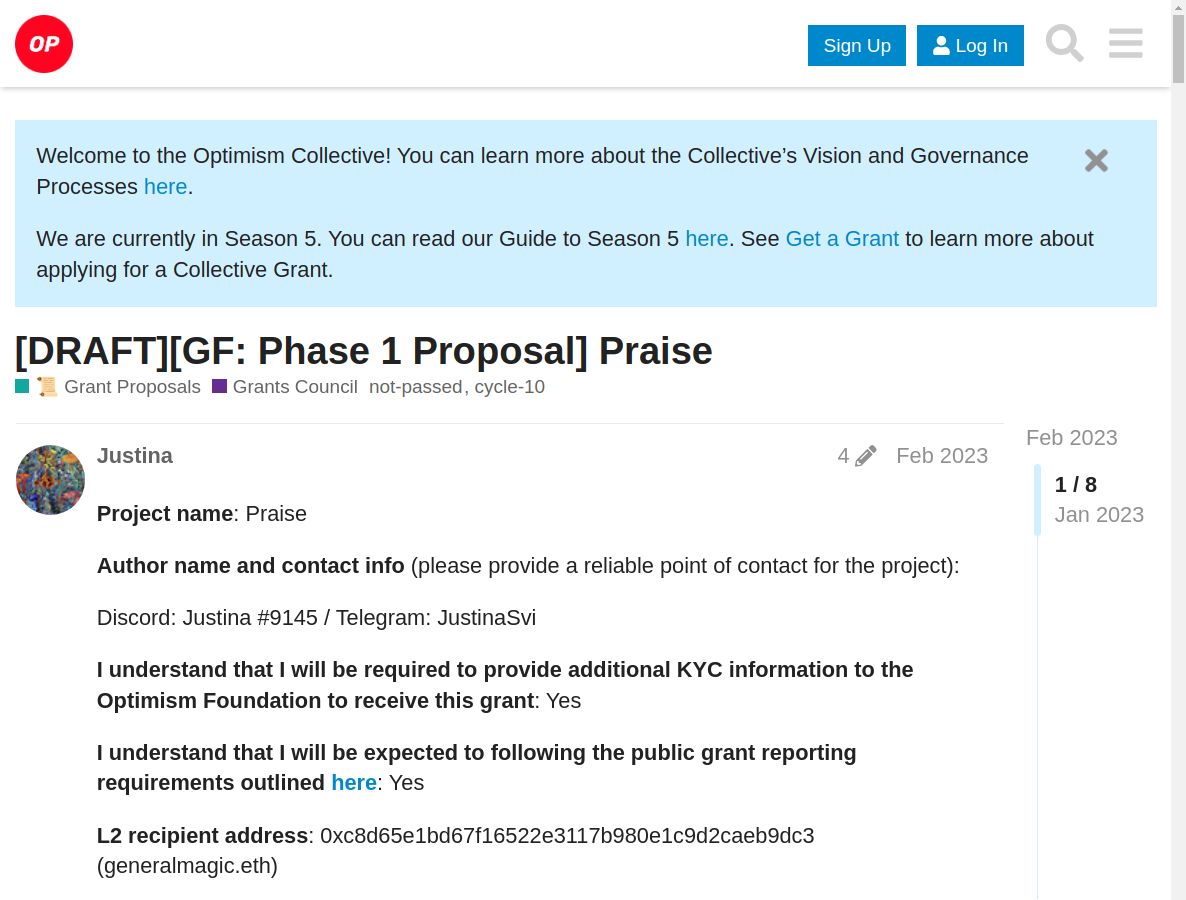 OP
Sign Up
Log In
Welcome to the Optimism Collective! You can learn more about the Collective’s Vision and Governance
Processes here.
We are currently in Season 5. You can read our Guide to Season 5 here. See Get a Grant to learn more about
applying for a Collective Grant.
[DRAFT][GF: Phase 1 Proposal] Praise
Grant Proposals Grants Council not-passed, cycle-10
Justina 4 Feb 2023
Project name: Praise
Author name and contact info (please provide a reliable point of contact for the project):
Discord: Justina #9145 / Telegram: JustinaSvi
I understand that I will be required to provide additional KYC information to the
Optimism Foundation to receive this grant: Yes
I understand that I will be expected to following the public grant reporting
requirements outlined here: Yes
L2 recipient address: 0xc8d65e1bd67f16522e3117b980e1c9d2caeb9dc3
(generalmagic.eth)
Feb 2023
1 / 8
Jan 2023